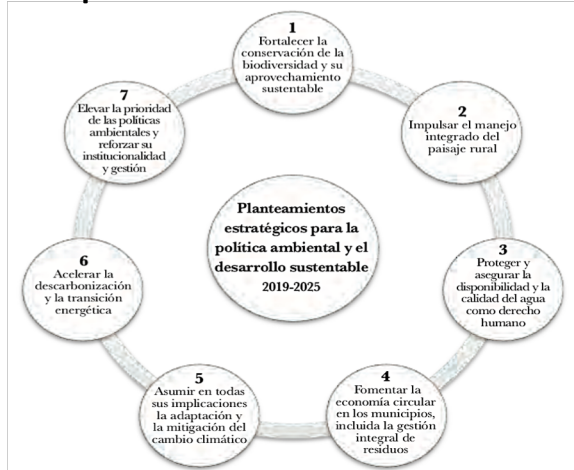 1
Fortalecer la
conservación de la
biodiversidad y su
aprovechamiento
sustentable
2
Impulsar el manejo
integrado del
paisaje rural
3
Proteger y
asegurar la
disponibilidad y la
calidad del agua
como derecho
humano
4
Fomentar la
economía circular
en los municipios,
incluida la gestión
integral de
residuos
5
Asumir en todas
sus implicaciones
la adaptación y
la mitigación del
cambio climático
6
Acelerar la
descarbonización
y la transición
energética
7
Elevar la prioridad
de las políticas
ambientales y
reforzar su
institucionalidad
y gestión
Planteamientos
estratégicos para la
política ambiental y el
desarrollo sustentable
2019-2025